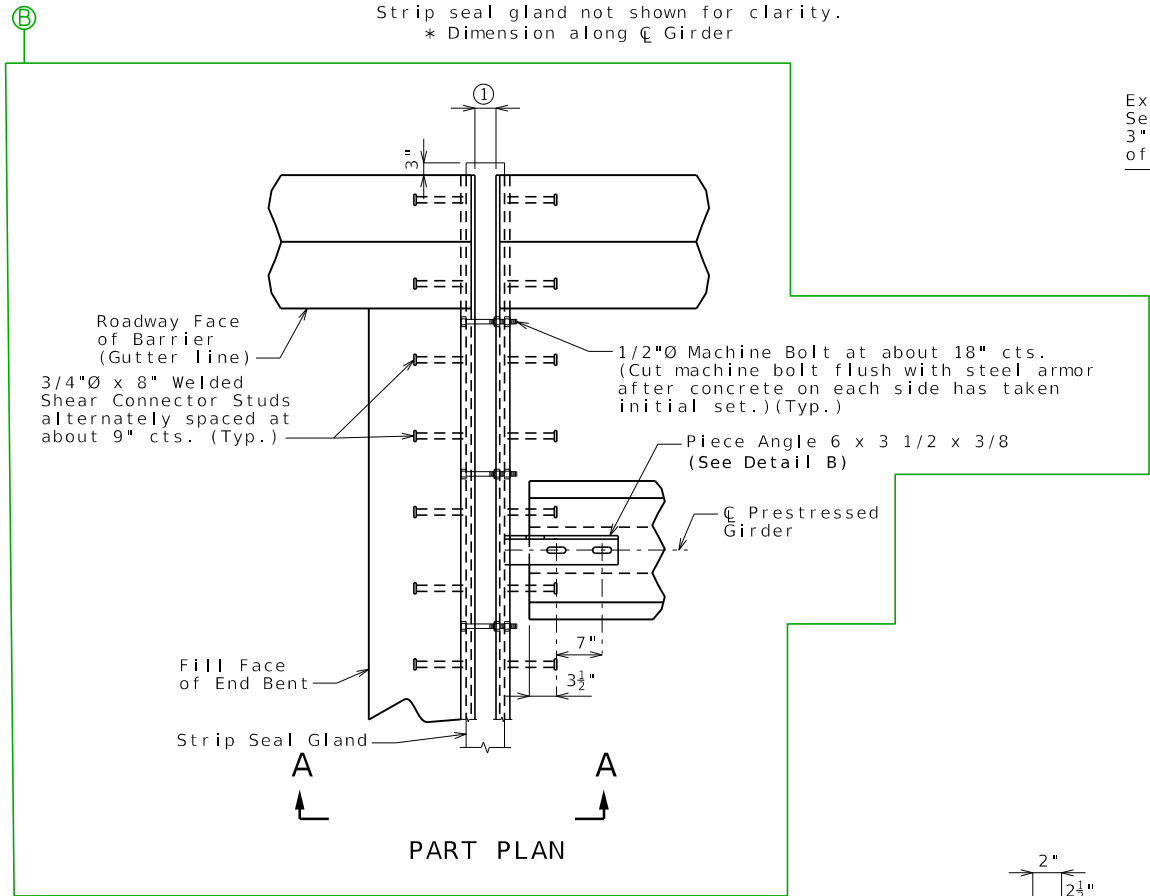 Strip seal gland not shown for clarity.
* Dimension along ℄ Girder
B
Ex
Se
3"
of
1
3"
Roadway Face
of Barrier
(Gutter line)
3/4"Ø x 8" Welded
Shear Connector Studs
alternately spaced at
about 9" cts. (Typ.)
1/2"Ø Machine Bolt at about 18" cts.
(Cut machine bolt flush with steel armor
after concrete on each side has taken
initial set.)(Typ.)
Piece Angle 6 x 3 1/2 x 3/8
(See Detail B)
℄ Prestressed
Girder
7"
3½"
Fill Face
of End Bent
Strip Seal Gland
A A
PART PLAN
2"
2½"